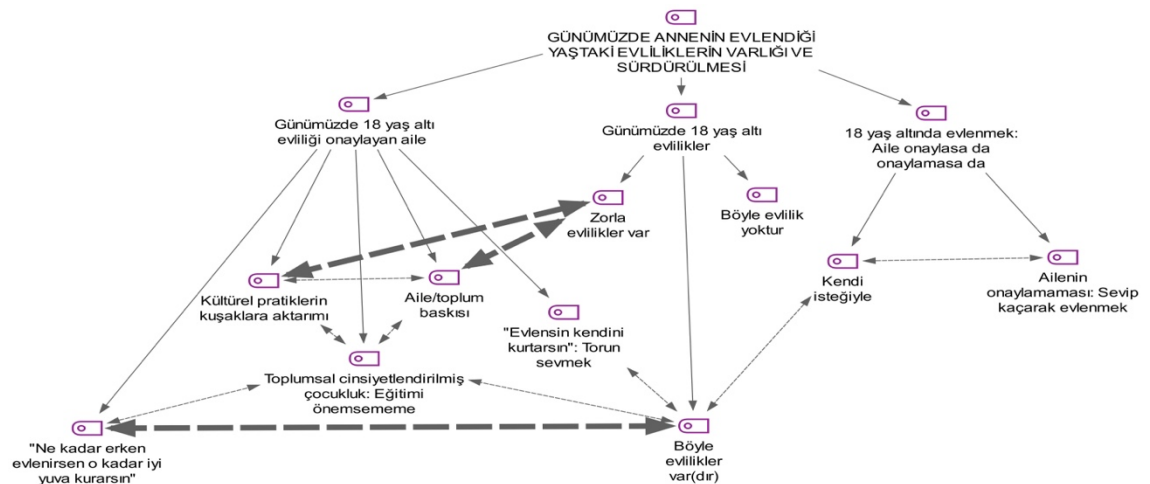 GÜNÜMÜZDE ANNENİN EVLENDİĞİ
YAŞTAKİ EVLİLİKLERİN VARLIĞI VE
SÜRDÜRÜLMESİ
Günümüzde 18 yaş altı
evliliği onaylayan aile
Günümüzde 18 yaş altı
evlilikler
18 yaş altında evlenmek:
Aile onaylasa da
onaylamasa da
Zorla
evlilikler var
Böyle evlilik
yoktur
Kültürel pratiklerin
kuşaklara aktarımı
Aile/toplum
baskısı
"Evlensin kendini
kurtarsın": Torun
sevmek
Kendi
isteğiyle
Ailenin
onaylamaması: Sevip
kaçarak evlenmek
Toplumsal cinsiyetlendirilmiş
çocukluk: Eğitimi
önemsememe
"Ne kadar erken
evlenirsen o kadar iyi
yuva kurarsın"
Böyle
evlilikler
var(dır)